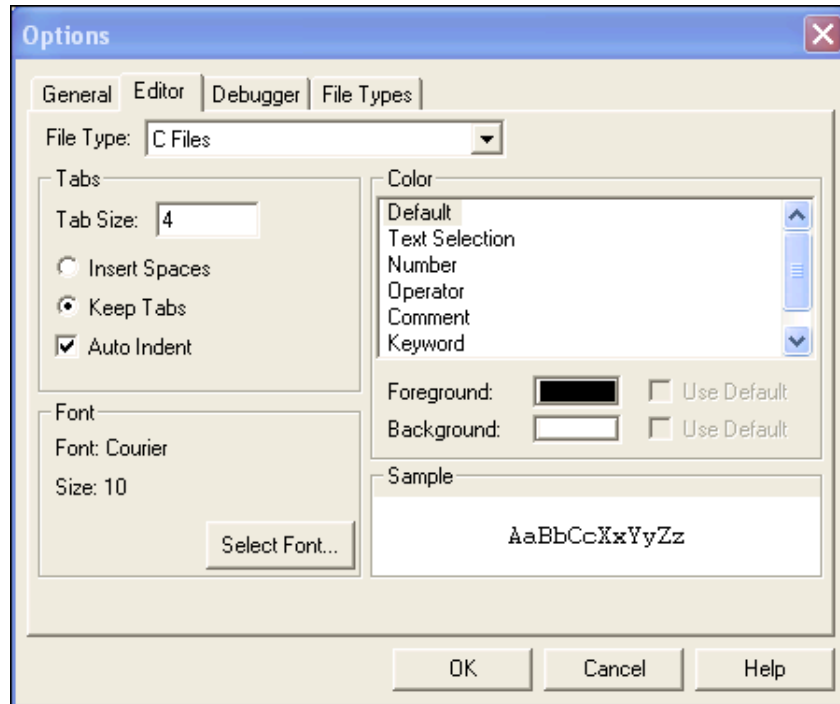 Options
General Editor Debugger File Types
File Type: C Files
Tabs
Tab Size: 4
Insert Spaces
Keep Tabs
Auto Indent
Color
Default
Text Selection
Number
Operator
Comment
Keyword
Foreground: Use Default
Background: Use Default
Font
Font: Courier
Size: 10
Select Font...
Sample
AaBbCcXxYyZz
OK Cancel Help